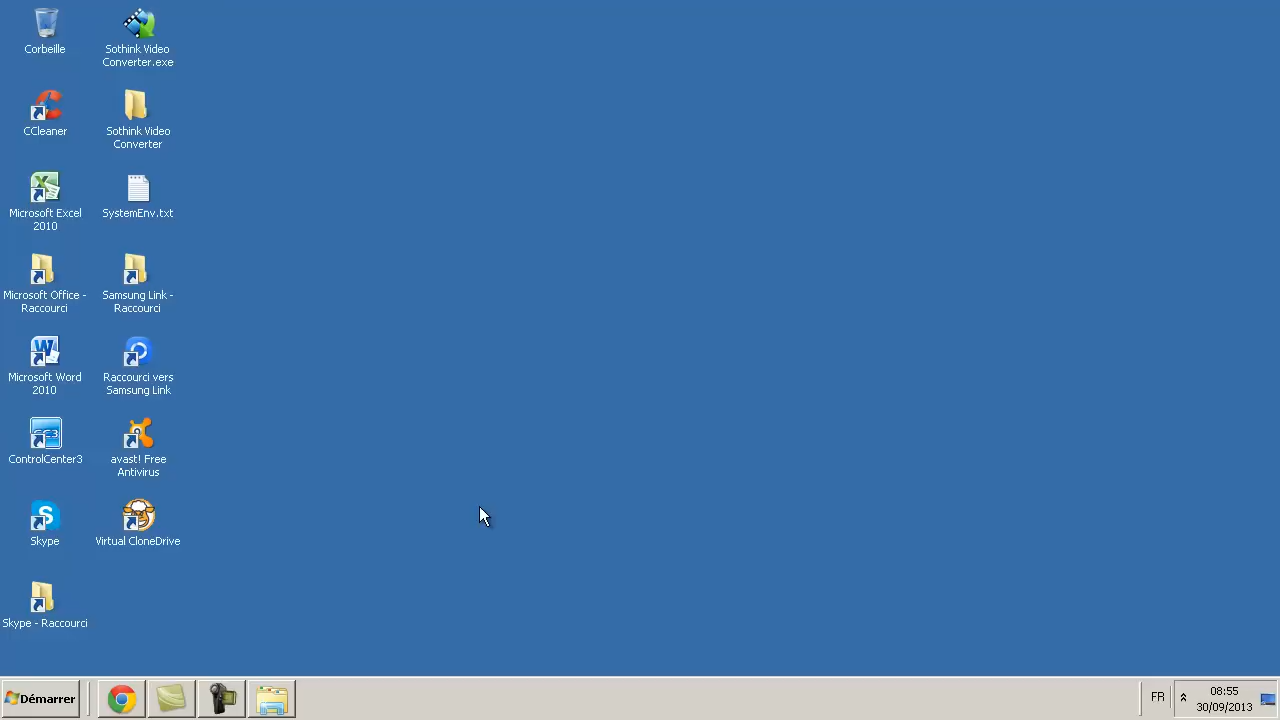 Corbeille
Sothink Video
Converter.exe
CCleaner
Sothink Video
Converter
Microsoft Excel
2010
SystemEnv.txt
Microsoft Office -
Raccourci
Samsung Link -
Raccourci
Microsoft Word
2010
Raccourci vers
Samsung Link
ControlCenter3
avast! Free
Antivirus
Skype
Virtual CloneDrive
Skype - Raccourci
Démarrer
FR
08:55
30/09/2013